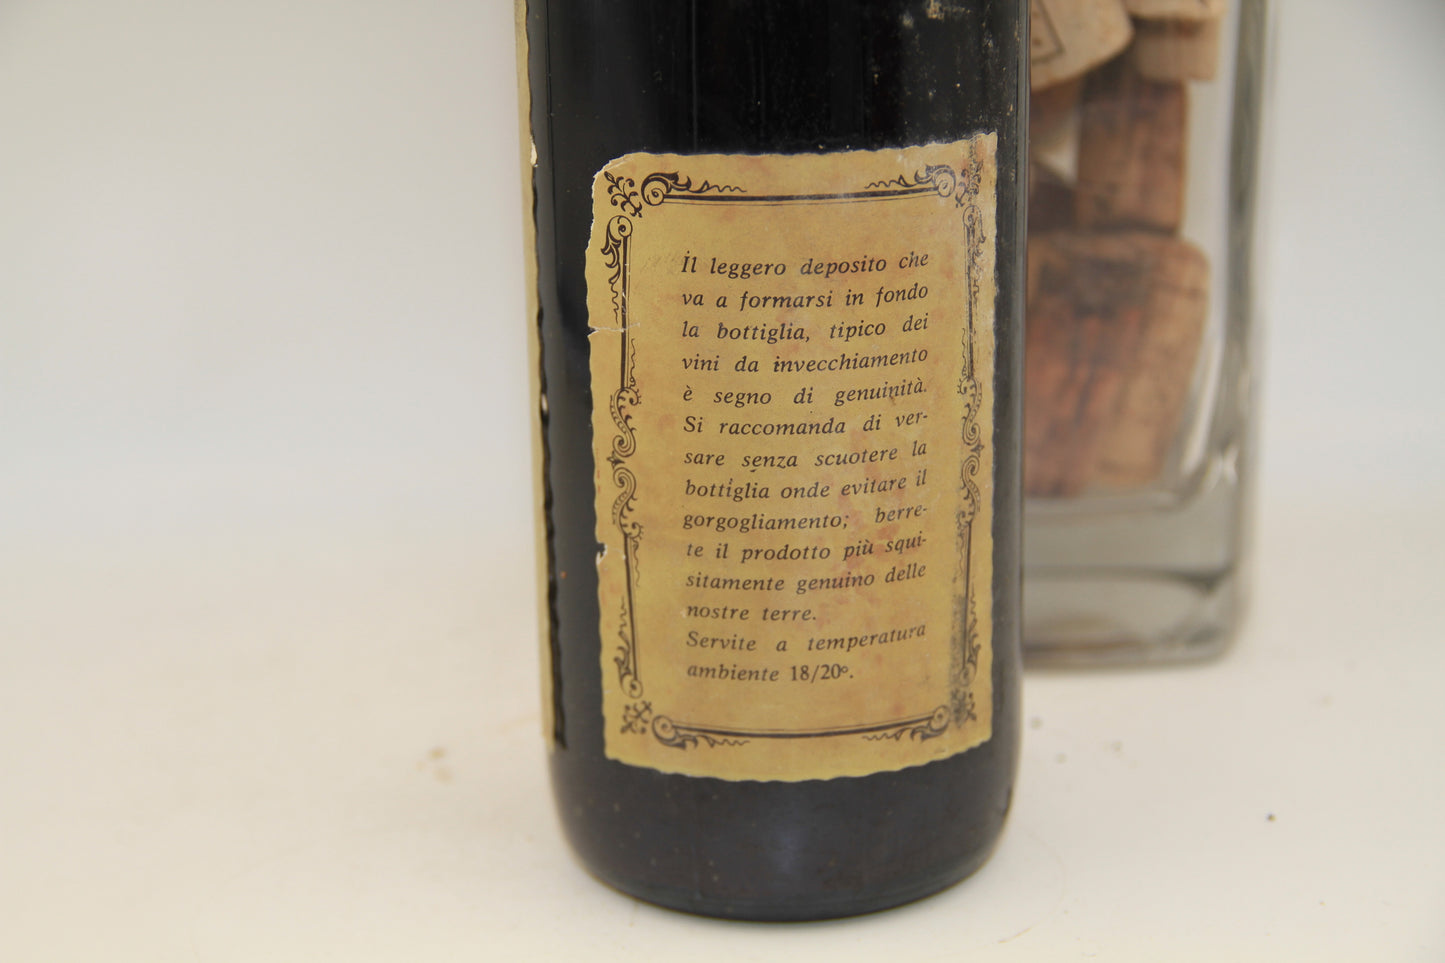 Il leggero deposito che
va a formarsi in fondo
la bottiglia, tipico dei
vini da invecchiamento
è segno di genuinità.
Si raccomanda di ver-
sare senza scuotere la
bottiglia onde evitare il
gorgogliamento; berre-
te il prodotto più squi-
sitamente genuino delle
nostre terre.
Servite a temperatura
ambiente 18/20°.